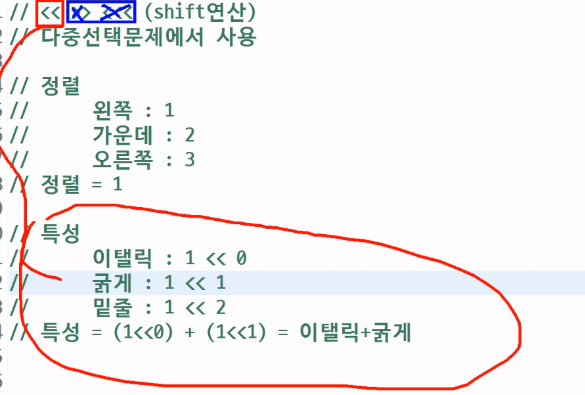 // << >> >>> (shift연산)
// 다중선택문제에서 사용
// 정렬
// 왼쪽 : 1
// 가운데 : 2
// 오른쪽 : 3
// 정렬 = 1
// 특성
// 이탤릭 : 1 << 0
// 굵게 : 1 << 1
// 밑줄 : 1 << 2
// 특성 = (1<<0) + (1<<1) = 이탤릭+굵게